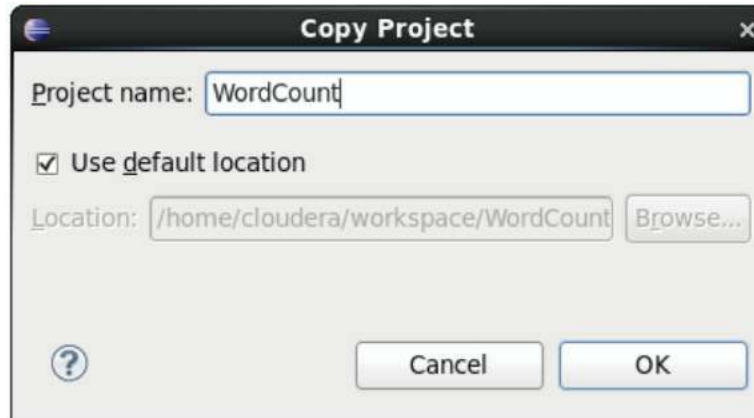 Copy Project
Project name: WordCount
Use default location
Location: /home/cloudera/workspace/WordCount Browse...
? Cancel OK